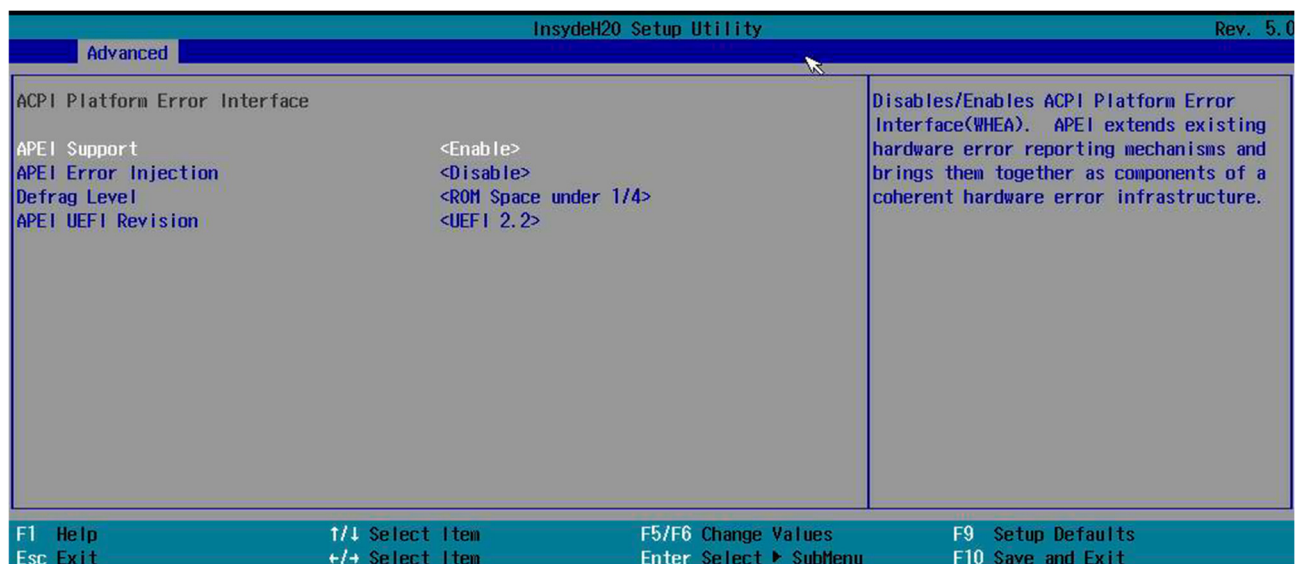 InsydeH20 Setup Utility Rev. 5.0
Advanced
ACPI Platform Error Interface
APEI Support <Enable>
APEI Error Injection <Disable>
Defrag Level <ROM Space under 1/4>
APEI UEFI Revision <UEFI 2.2>
Disables/Enables ACPI Platform Error
Interface(WHEA). APEI extends existing
hardware error reporting mechanisms and
brings them together as components of a
coherent hardware error infrastructure.
F1 Help ↑/↓ Select Item F5/F6 Change Values F9 Setup Defaults
Esc Exit ←/→ Select Item Enter Select ▶ SubMenu F10 Save and Exit